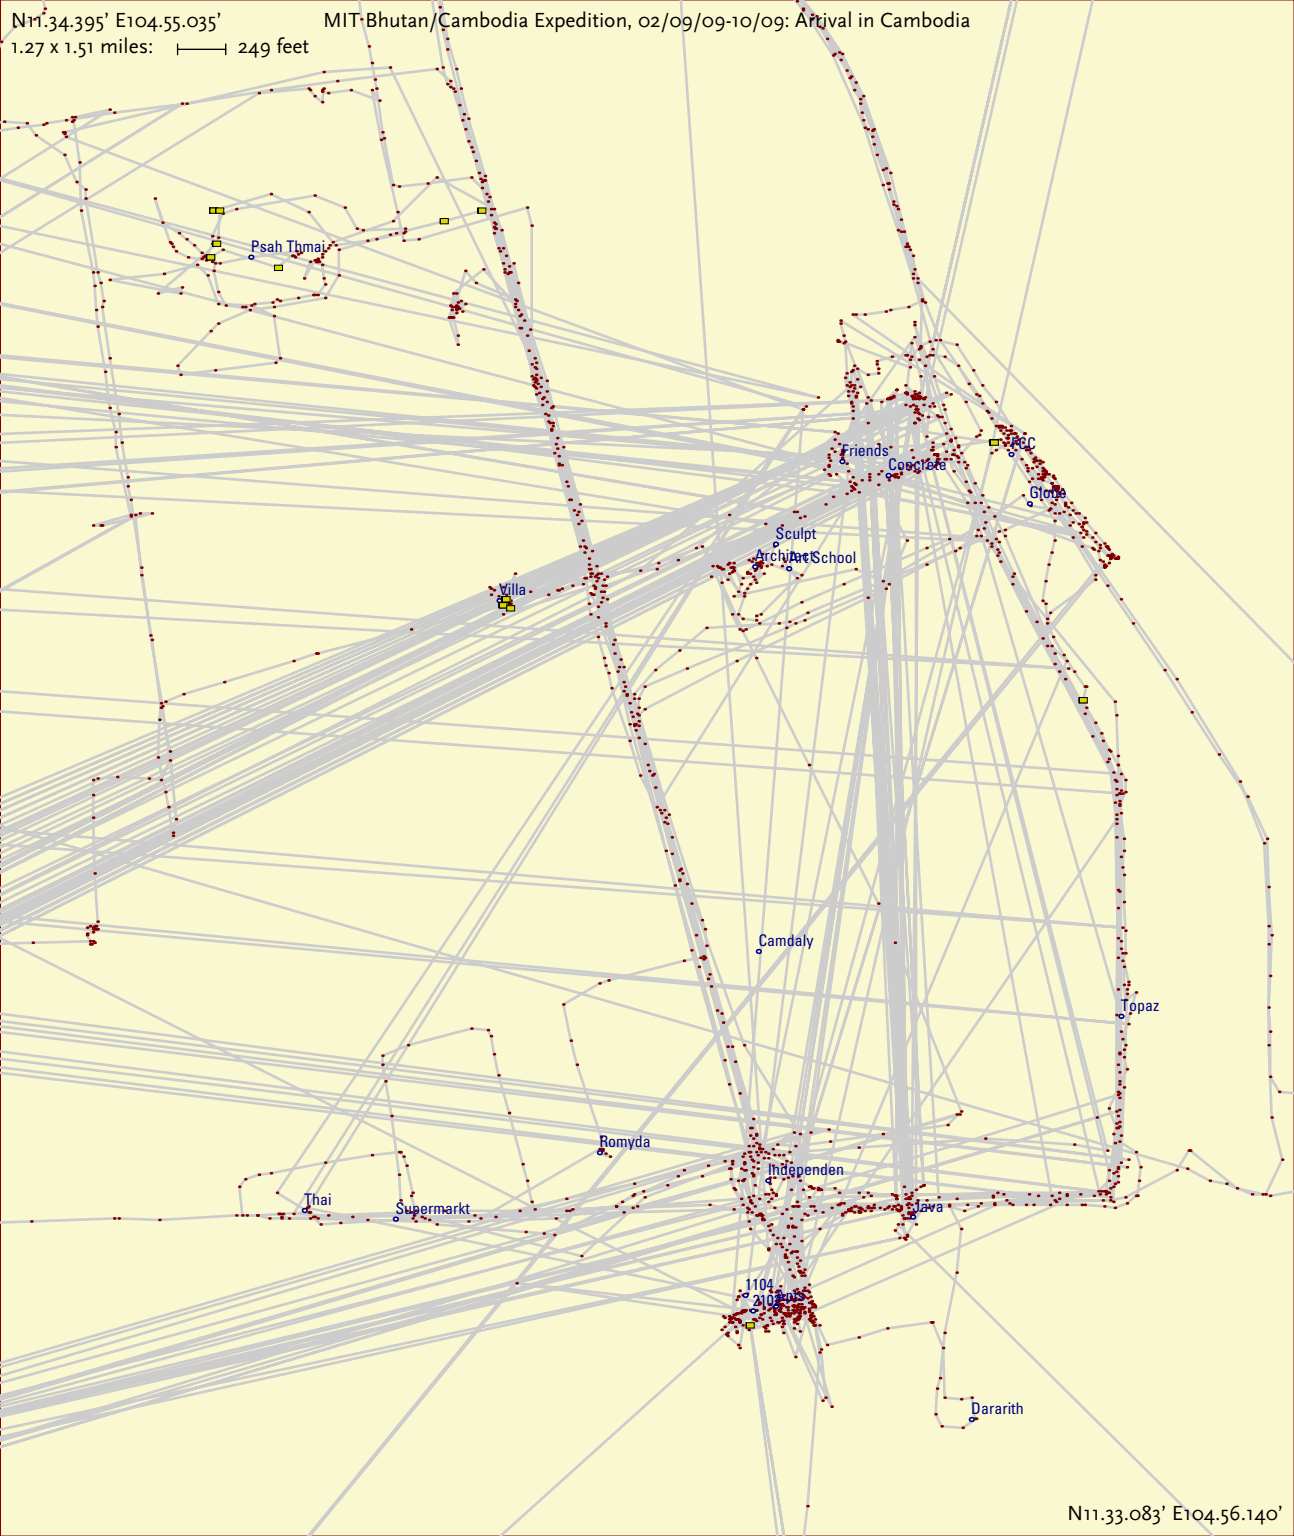 N11.34.395’ E104.55.035’
MIT Bhutan/Cambodia Expedition, 02/09/09-10/09: Arrival in Cambodia
1.27 x 1.51 miles: 249 feet
Psah Thmai
Friends
Concrete
FCC
Globe
Sculpt
Architect
Art School
Villa
Camdaly
Topaz
Romyda
Independen
Thai
Supermarkt
Java
1104
Dararith
N11.33.083’ E104.56.140’